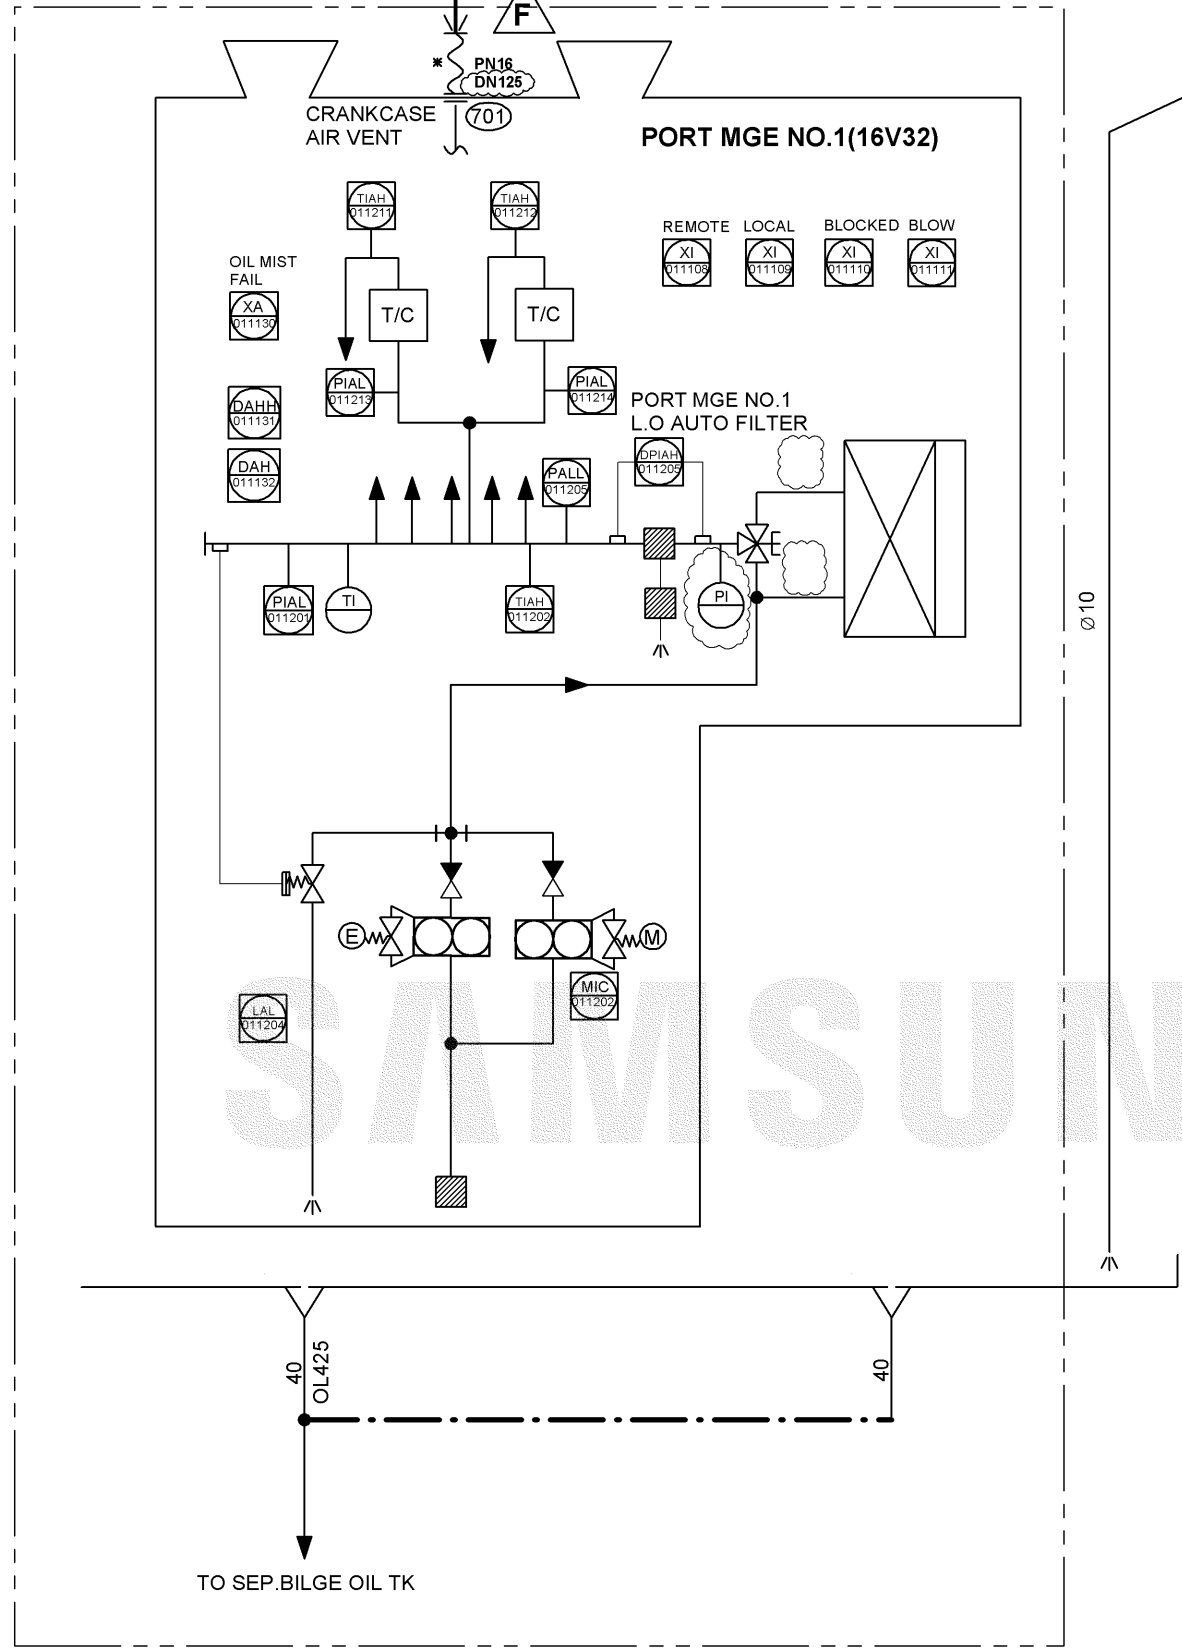 F
*
PN16
DN125
CRANKCASE
AIR VENT
701
PORT MGE NO.1(16V32)
TIAH
011211
TIAH
011212
REMOTE
LOCAL
BLOCKED
BLOW
XI
011108
XI
011109
XI
011110
XI
011111
OIL MIST
FAIL
XA
011130
T/C
T/C
PIAL
011213
PIAL
011214
DAHH
011131
PORT MGE NO.1
L.O AUTO FILTER
DAH
011132
PALL
011205
DPIAH
011205
PIAL
011201
TI
TIAH
011202
PI
Ø10
E
M
MIC
011202
LAL
011204
SAMSUN
40
OL425
40
TO SEP.BILGE OIL TK